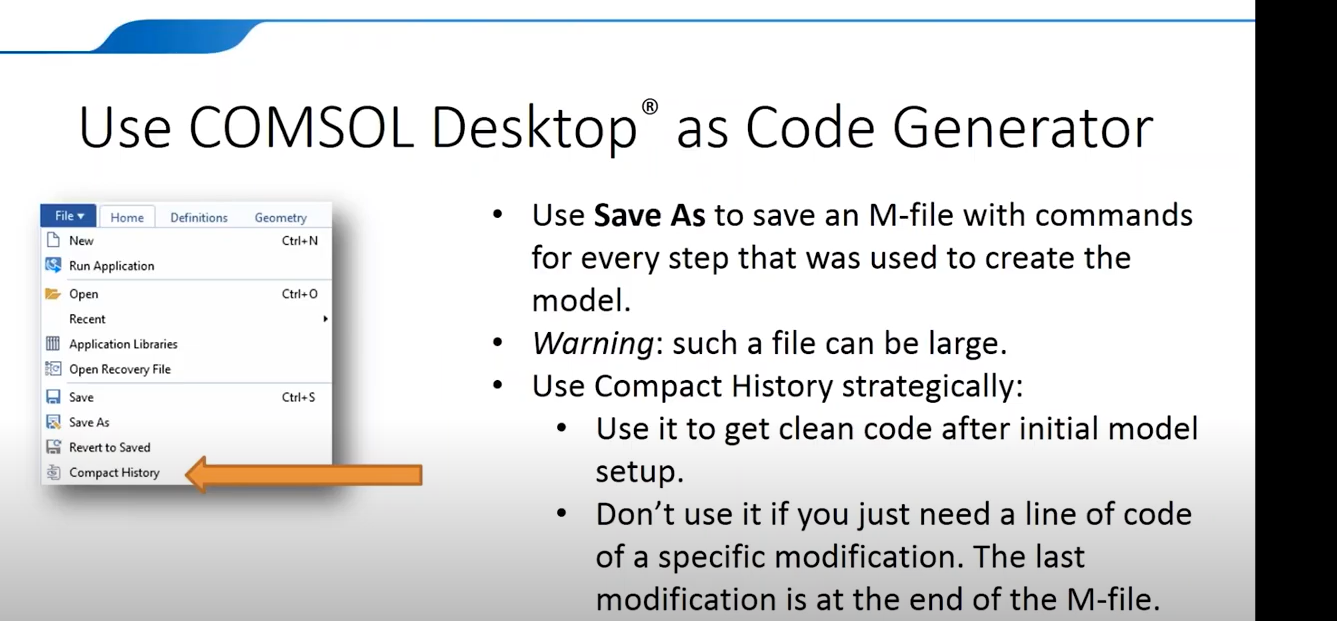 Use COMSOL Desktop® as Code Generator
File Home Definitions Geometry
New Ctrl+N
Run Application
Open Ctrl+O
Recent
Application Libraries
Open Recovery File
Save Ctrl+S
Save As
Revert to Saved
Compact History
• Use Save As to save an M-file with commands
for every step that was used to create the
model.
• Warning: such a file can be large.
• Use Compact History strategically:
• Use it to get clean code after initial model
setup.
• Don’t use it if you just need a line of code
of a specific modification. The last
modification is at the end of the M-file.